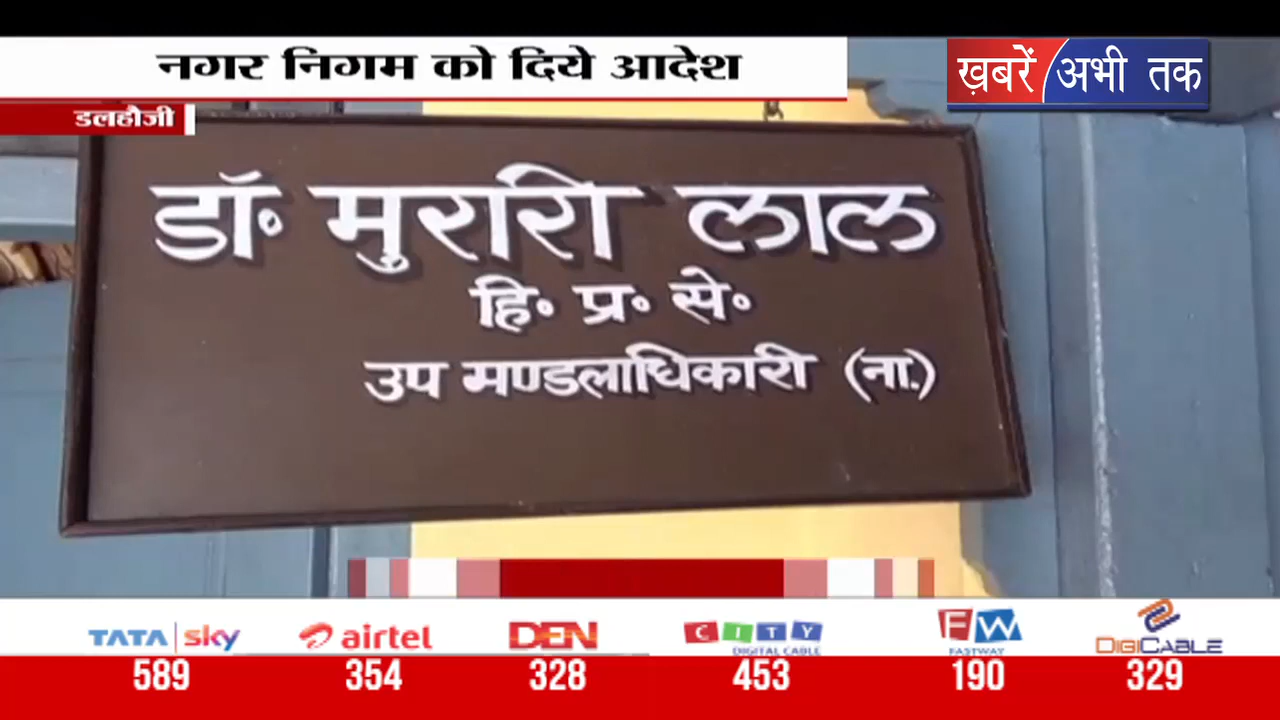 नगर निगम को दिये आदेश
ख़बरें अभी तक
डलहौजी
डॉ॰ मुरारी लाल
हि॰ प्र॰ से॰
उप मण्डलाधिकारी (ना.)
TATA sky airtel DEN CITY DIGITAL CABLE FW FASTWAY DIGICABLE
589 354 328 453 190 329